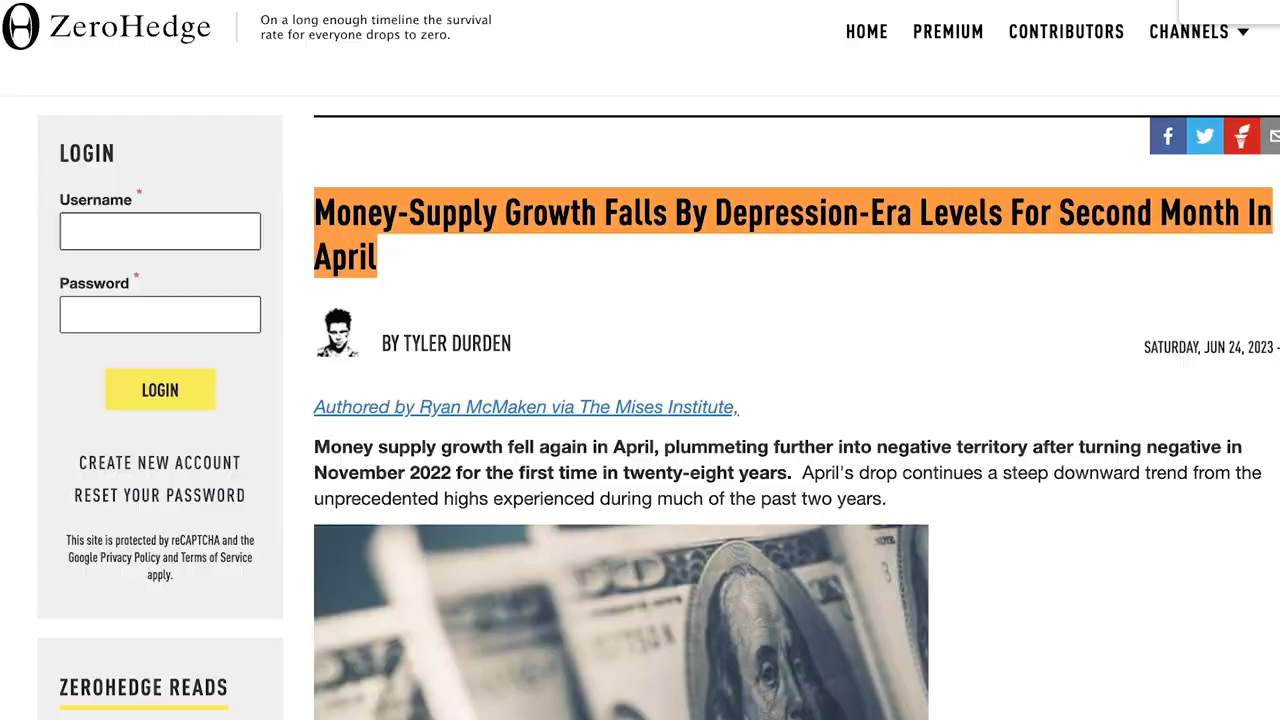 ZeroHedge
On a long enough timeline the survival
rate for everyone drops to zero.
HOME PREMIUM CONTRIBUTORS CHANNELS
LOGIN
Username *
Password *
LOGIN
CREATE NEW ACCOUNT
RESET YOUR PASSWORD
This site is protected by reCAPTCHA and the
Google Privacy Policy and Terms of Service
apply.
ZEROHEDGE READS
Money-Supply Growth Falls By Depression-Era Levels For Second Month In
April
BY TYLER DURDEN
SATURDAY, JUN 24, 2023 -
Authored by Ryan McMaken via The Mises Institute,
Money supply growth fell again in April, plummeting further into negative territory after turning negative in
November 2022 for the first time in twenty-eight years. April's drop continues a steep downward trend from the
unprecedented highs experienced during much of the past two years.